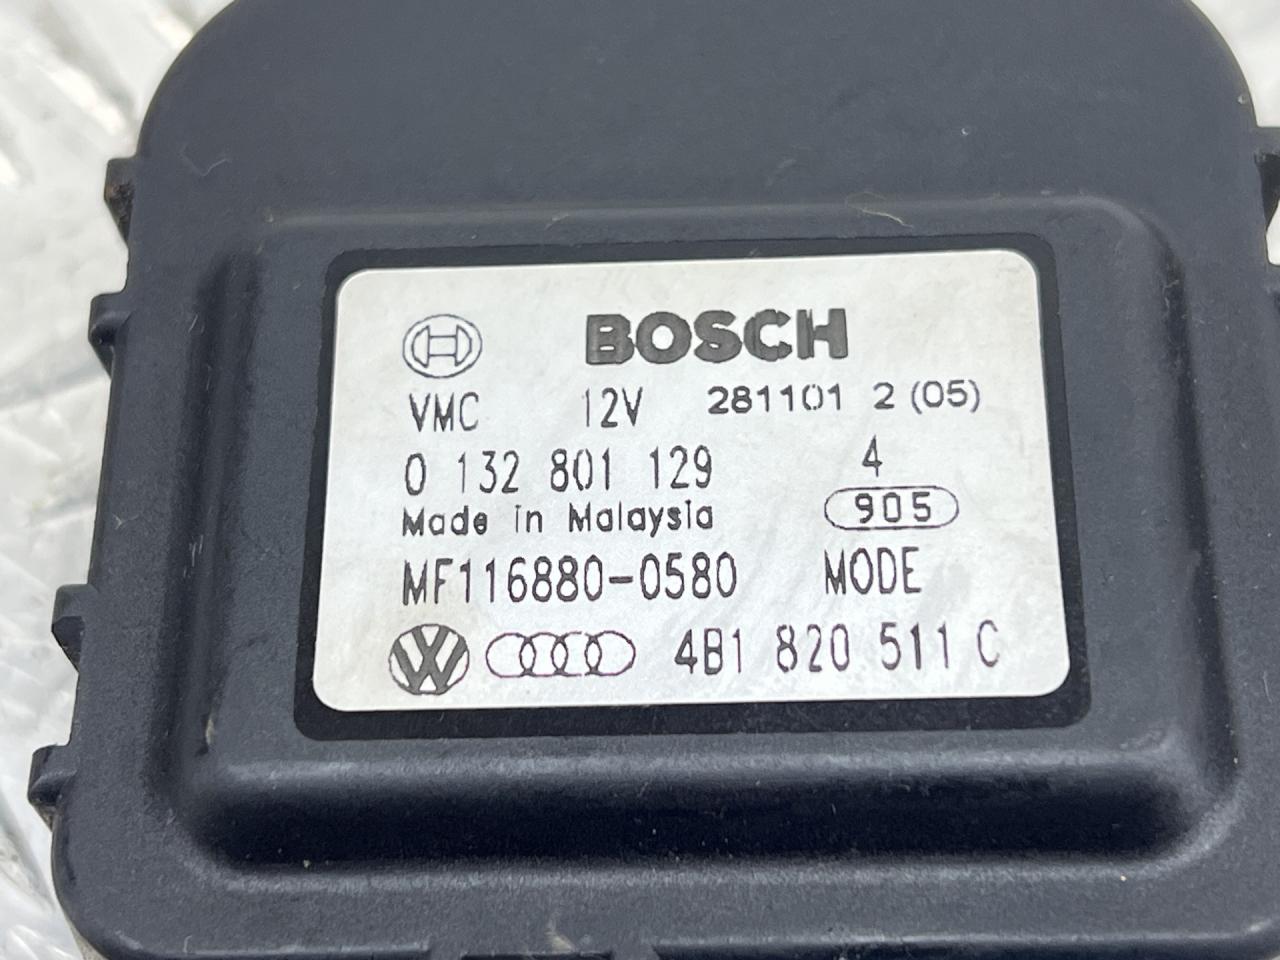 BOSCH
VMC 12V 281101 2 (05)
0 132 801 129 4
Made in Malaysia 905
MF116880-0580 MODE
4B1 820 511 C